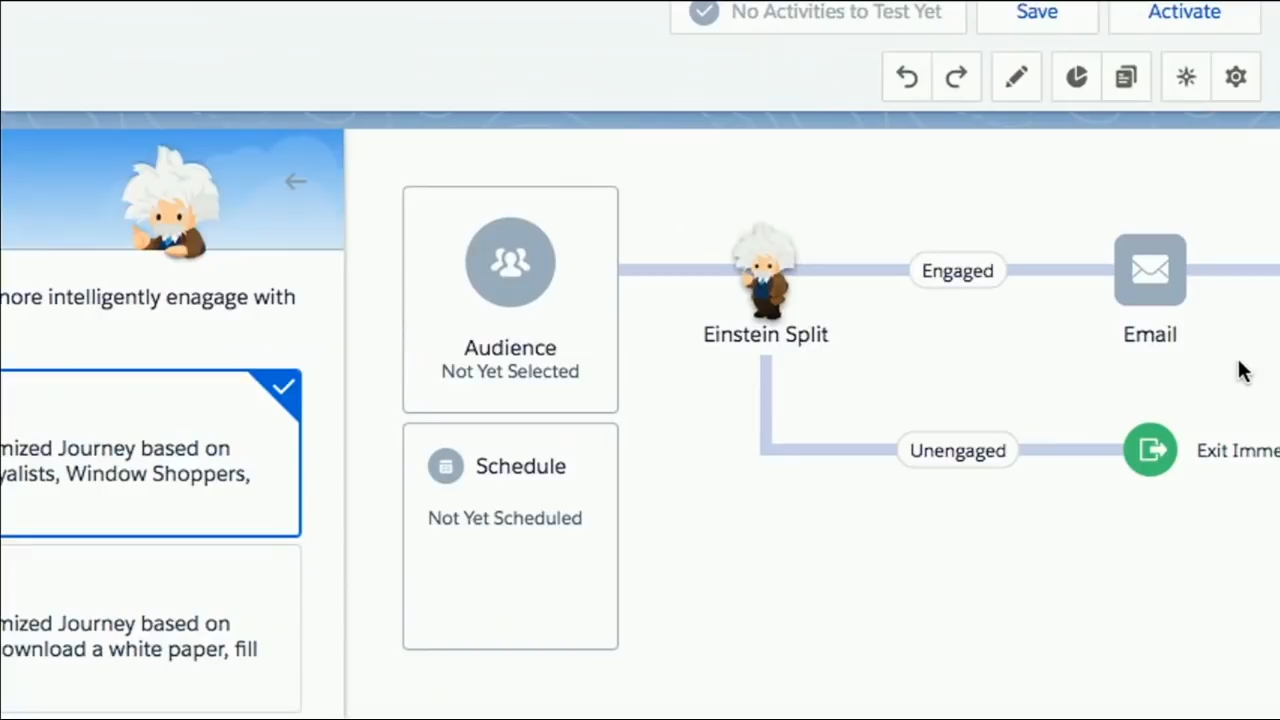 No Activities to Test Yet
Save
Activate
more intelligently enagage with
mized Journey based on
yalists, Window Shoppers,
mized Journey based on
ownload a white paper, fill
Audience
Not Yet Selected
Schedule
Not Yet Scheduled
Einstein Split
Engaged
Email
Unengaged
Exit Imme